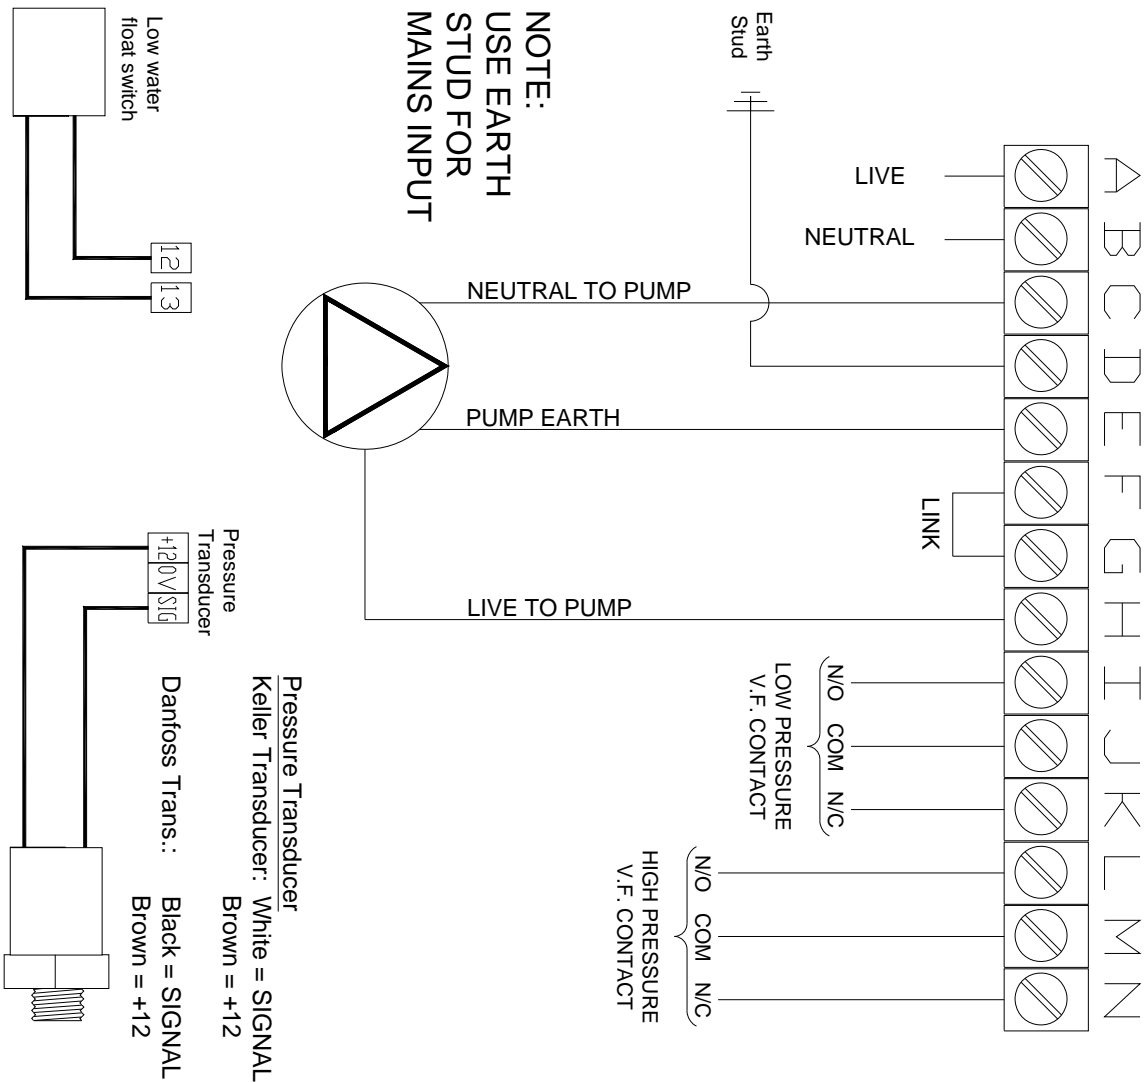 A
B
C
D
E
F
G
H
I
J
K
L
M
N
Earth
Stud
LIVE
NEUTRAL
NEUTRAL TO PUMP
PUMP EARTH
LINK
LIVE TO PUMP
N/O COM N/C
LOW PRESSURE
V.F. CONTACT
N/O COM N/C
HIGH PRESSURE
V.F. CONTACT
NOTE:
USE EARTH
STUD FOR
MAINS INPUT
Low water
float switch
12
13
Pressure
Transducer
+12 0V SIG
Pressure Transducer
Keller Transducer: White = SIGNAL
Brown = +12
Danfoss Trans.: Black = SIGNAL
Brown = +12